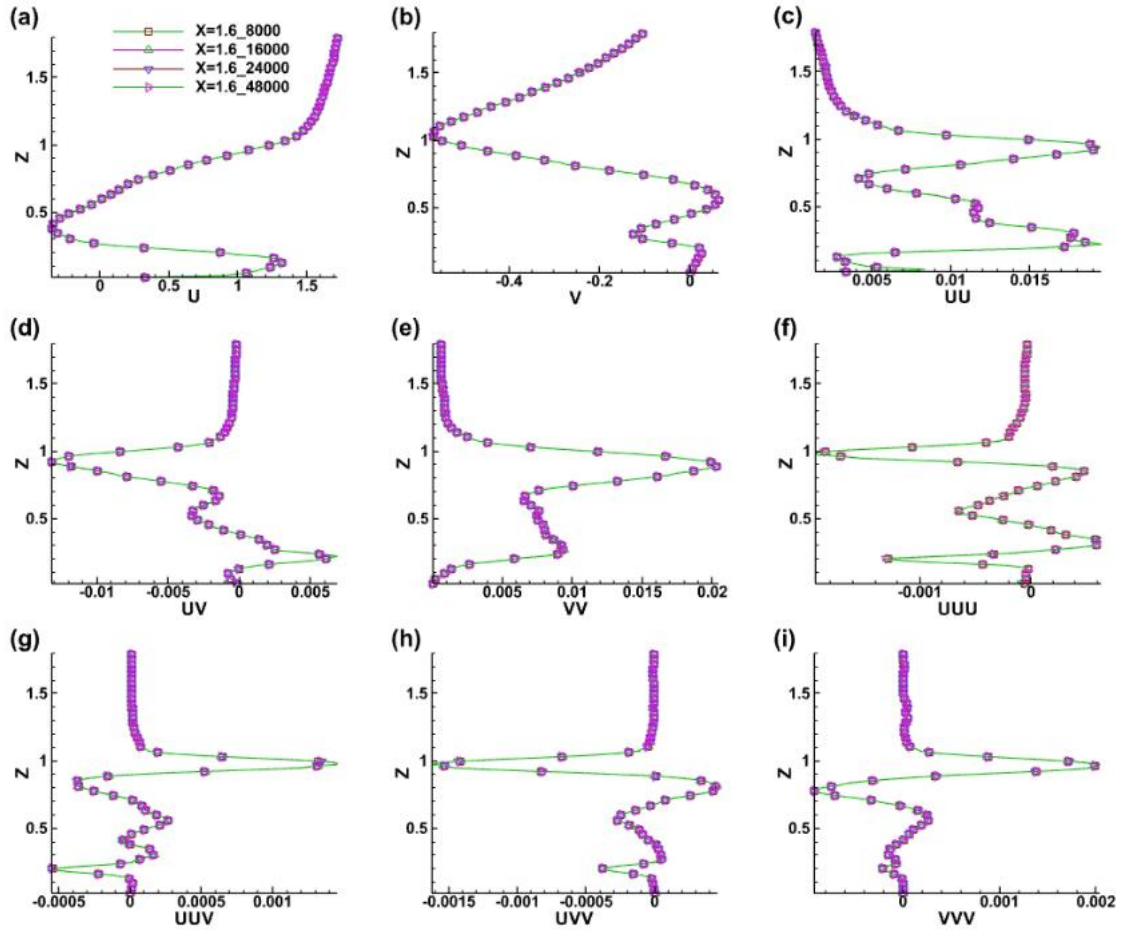 (a)
X=1.6_8000
X=1.6_16000
X=1.6_24000
X=1.6_48000
Z
1.5
1
0.5
0
0.5
1
1.5
U
(b)
Z
1.5
1
0.5
-0.4
-0.2
0
V
(c)
Z
1.5
1
0.5
0.005
0.01
0.015
UU
(d)
Z
1.5
1
0.5
-0.01
-0.005
0
0.005
UV
(e)
Z
1.5
1
0.5
0.005
0.01
0.015
0.02
VV
(f)
Z
1.5
1
0.5
-0.001
0
UUU
(g)
Z
1.5
1
0.5
-0.0005
0
0.0005
0.001
UUV
(h)
Z
1.5
1
0.5
-0.0015
-0.001
-0.0005
0
UVV
(i)
Z
1.5
1
0.5
0
0.001
0.002
VVV